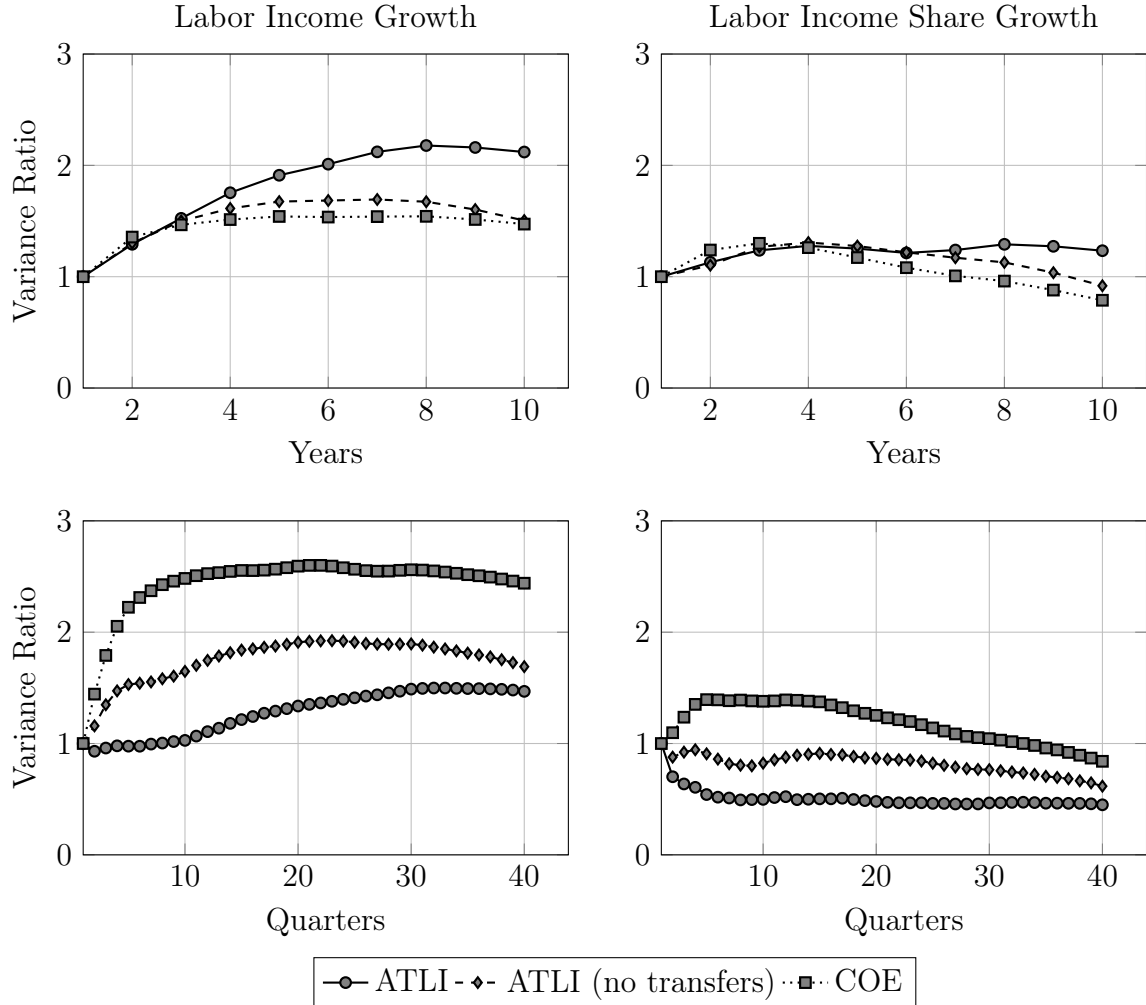 Labor Income Growth
Labor Income Share Growth
Variance Ratio
3
2
1
0
2 4 6 8 10
Years
3
2
1
0
2 4 6 8 10
Years
Variance Ratio
3
2
1
0
10 20 30 40
Quarters
3
2
1
0
10 20 30 40
Quarters
ATLI ATLI (no transfers) COE